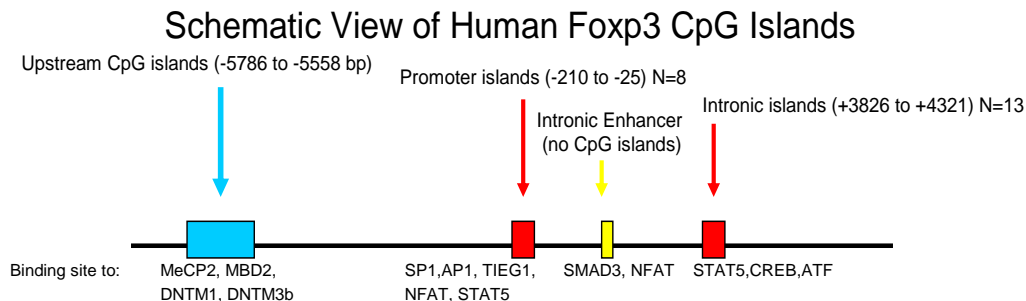 Schematic View of Human Foxp3 CpG Islands
Upstream CpG islands (-5786 to -5558 bp)
Promoter islands (-210 to -25) N=8
Intronic islands (+3826 to +4321) N=13
Intronic Enhancer
(no CpG islands)
Binding site to:
MeCP2, MBD2,
DNTM1, DNTM3b
SP1,AP1, TIEG1,
NFAT, STAT5
SMAD3, NFAT
STAT5,CREB,ATF